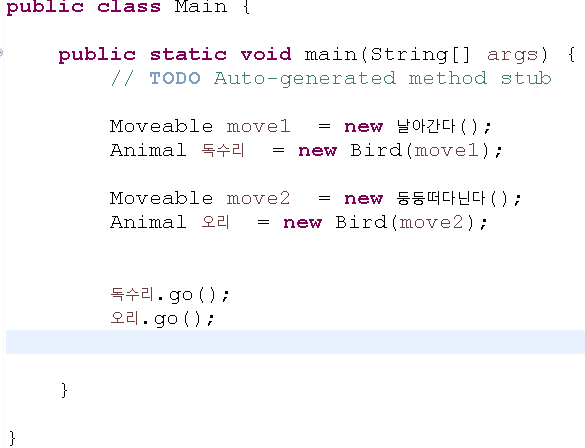 public class Main {
public static void main(String[] args) {
// TODO Auto-generated method stub
Moveable move1 = new 날아간다();
Animal 독수리 = new Bird(move1);
Moveable move2 = new 둥둥떠다닌다();
Animal 오리 = new Bird(move2);
독수리.go();
오리.go();
}
}